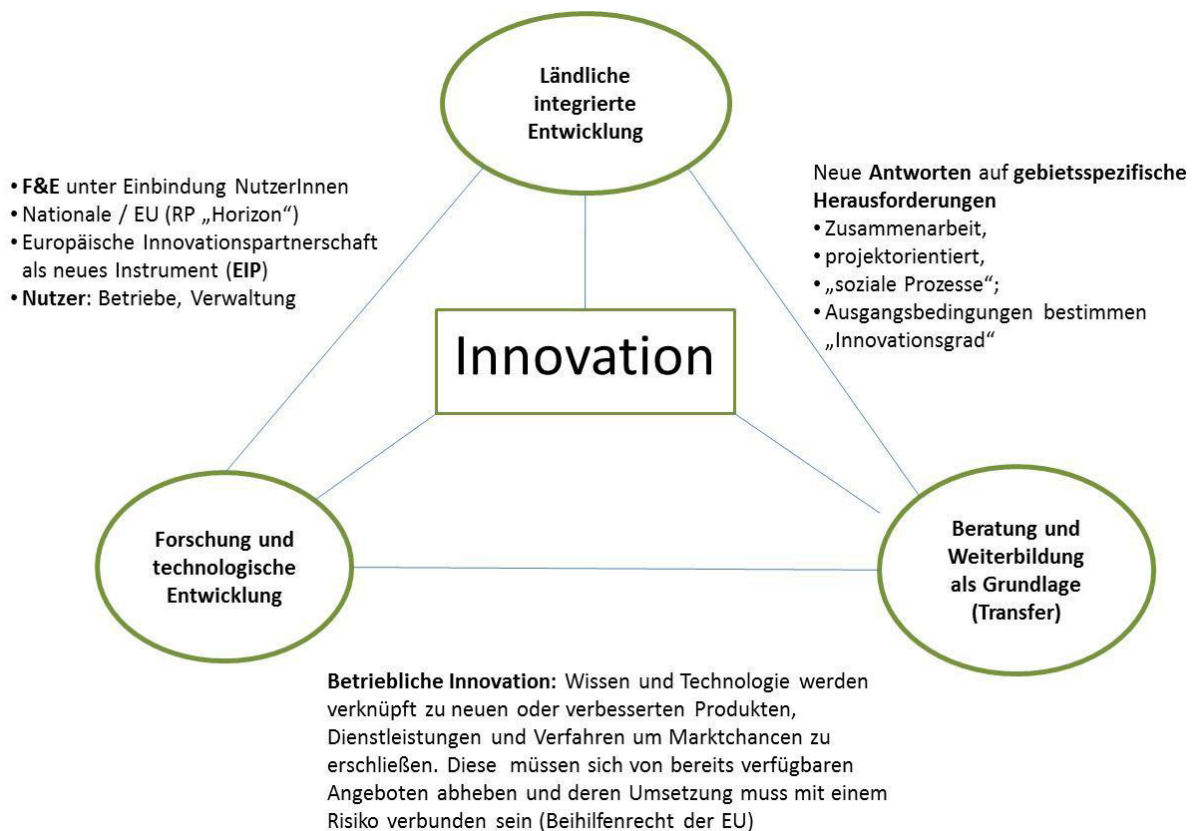 Ländliche
integrierte
Entwicklung
• F&E unter Einbindung NutzerInnen
• Nationale / EU (RP „Horizon“)
• Europäische Innovationspartnerschaft
als neues Instrument (EIP)
• Nutzer: Betriebe, Verwaltung
Neue Antworten auf gebietsspezifische
Herausforderungen
• Zusammenarbeit,
• projektorientiert,
• „soziale Prozesse“;
• Ausgangsbedingungen bestimmen
„Innovationsgrad“
Innovation
Forschung und
technologische
Entwicklung
Beratung und
Weiterbildung
als Grundlage
(Transfer)
Betriebliche Innovation: Wissen und Technologie werden
verknüpft zu neuen oder verbesserten Produkten,
Dienstleistungen und Verfahren um Marktchancen zu
erschließen. Diese müssen sich von bereits verfügbaren
Angeboten abheben und deren Umsetzung muss mit einem
Risiko verbunden sein (Beihilfenrecht der EU)